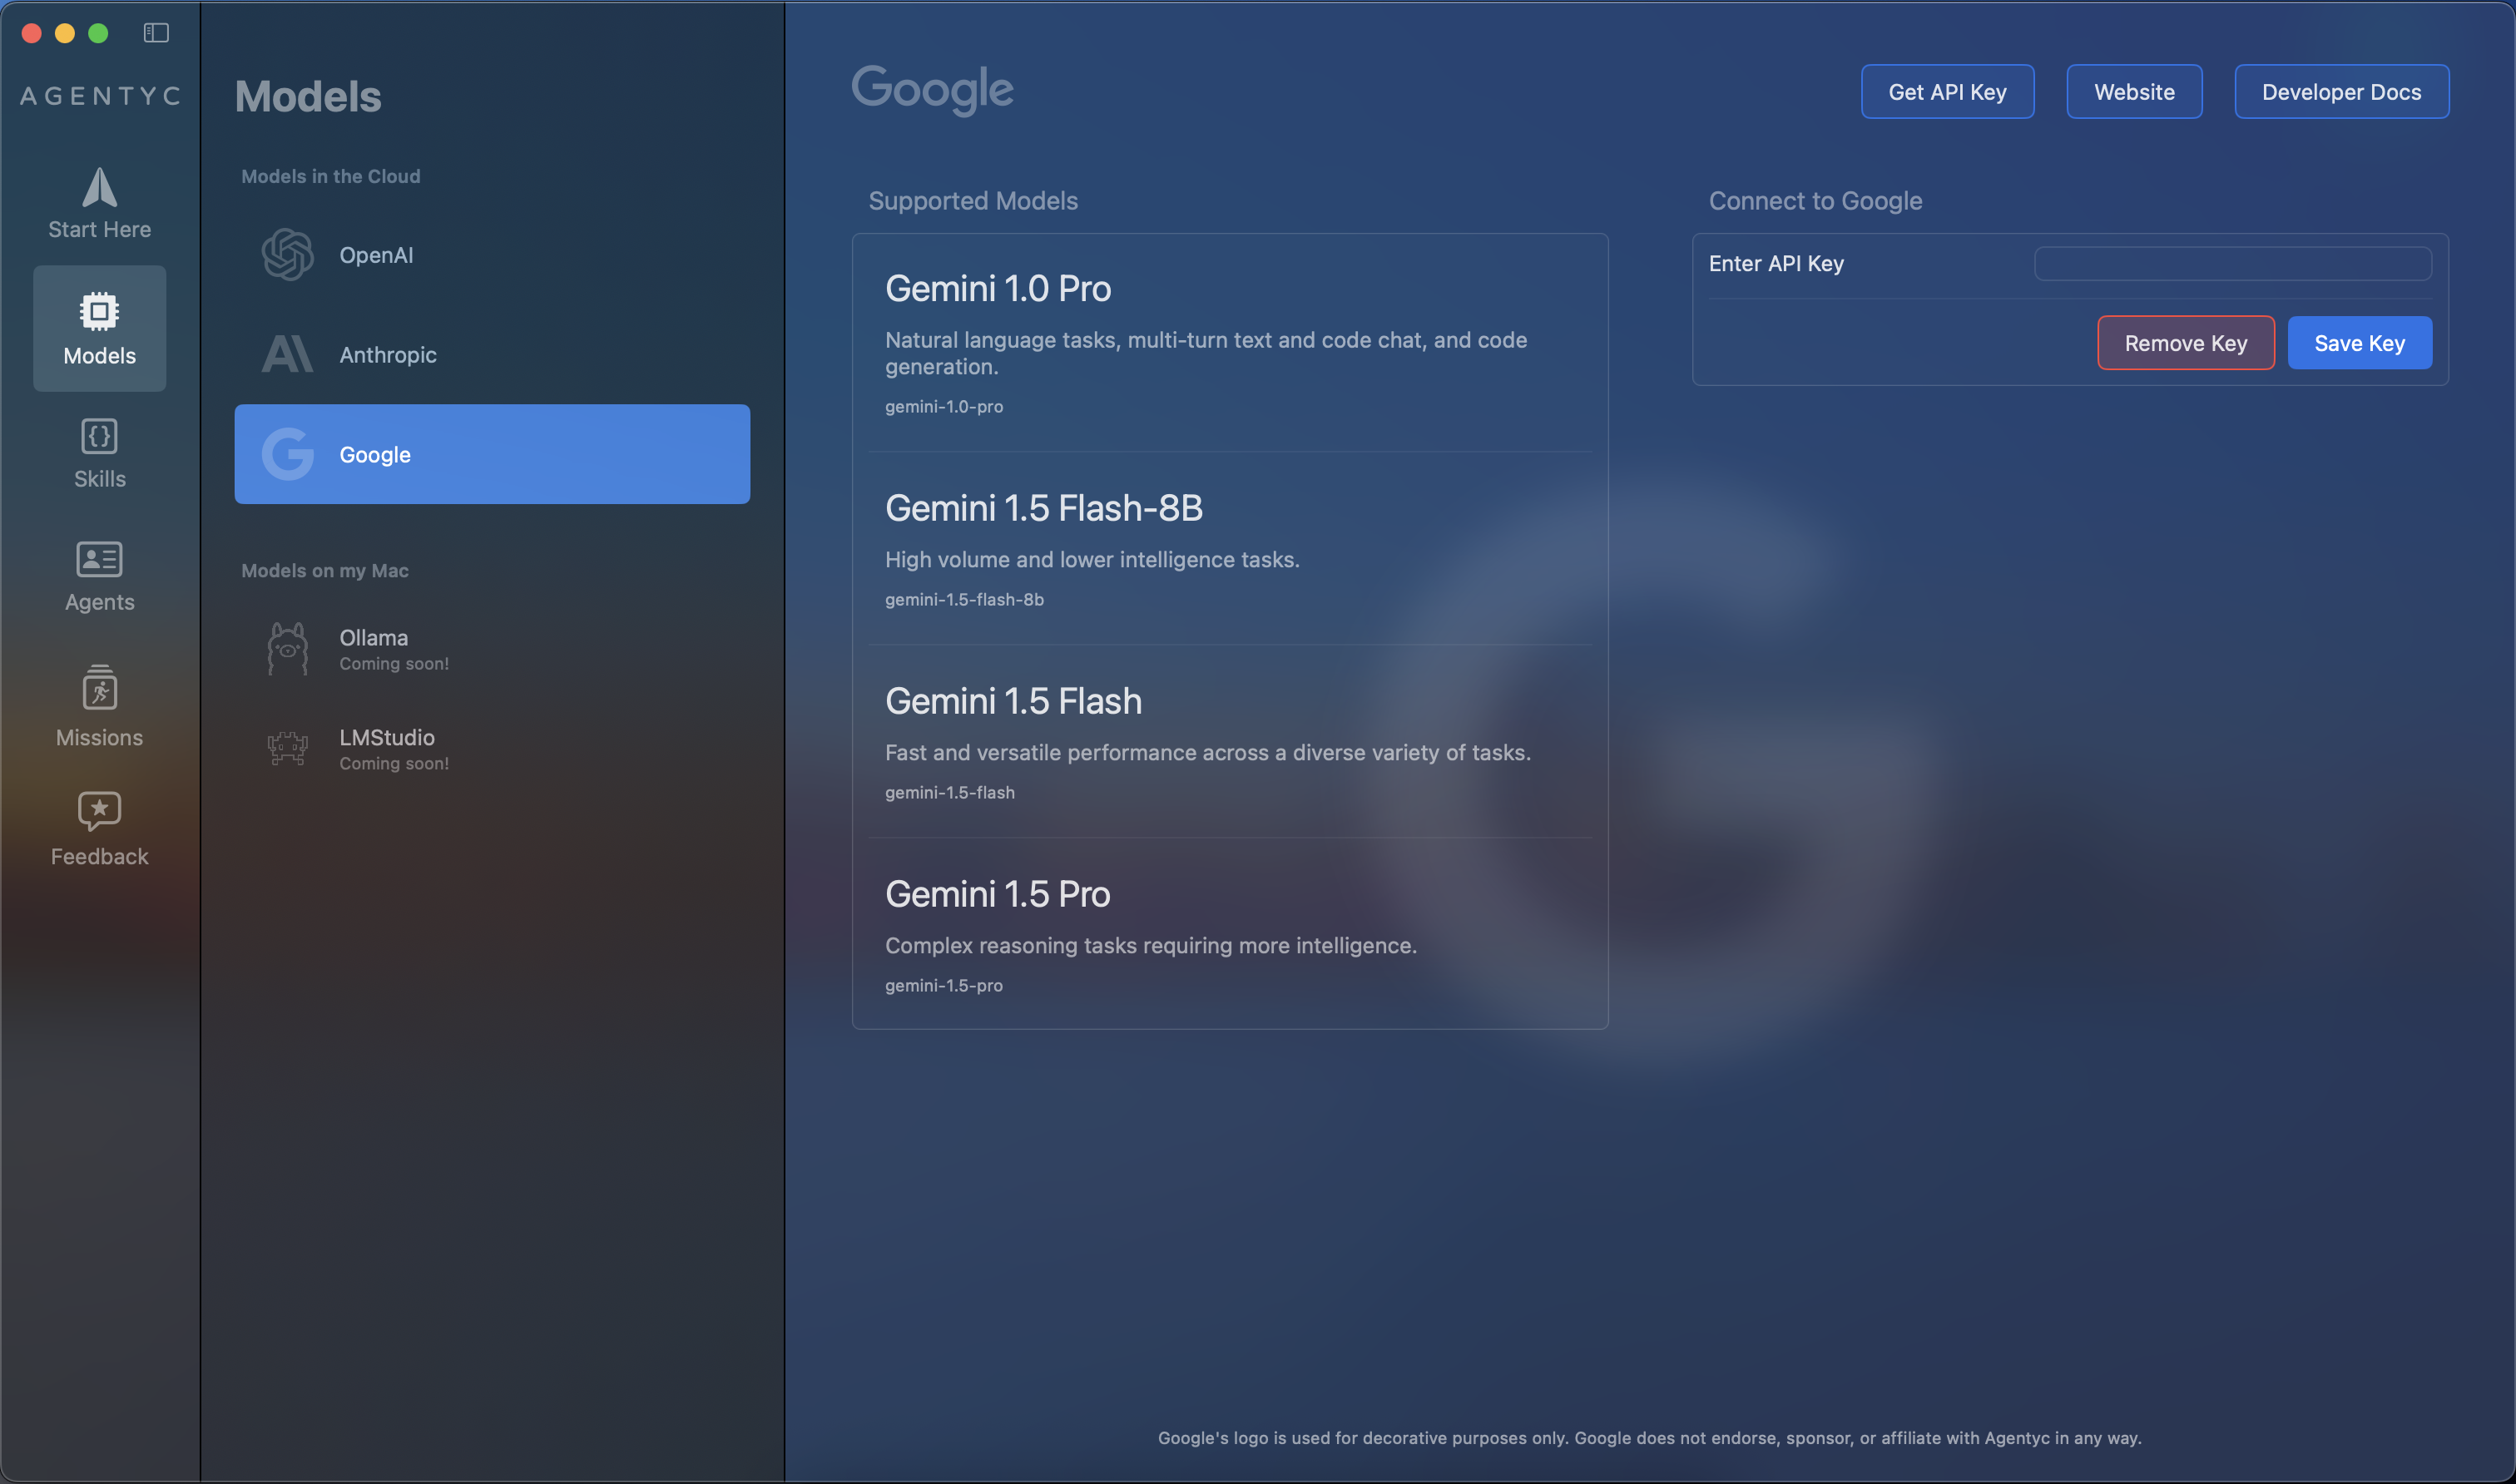 AGENTYC
Start Here
Models
Skills
Agents
Missions
Feedback
Models
Models in the Cloud
OpenAI
Anthropic
Google
Models on my Mac
Ollama
Coming soon!
LMStudio
Coming soon!
Google
Get API Key
Website
Developer Docs
Supported Models
Gemini 1.0 Pro
Natural language tasks, multi-turn text and code chat, and code
generation.
gemini-1.0-pro
Gemini 1.5 Flash-8B
High volume and lower intelligence tasks.
gemini-1.5-flash-8b
Gemini 1.5 Flash
Fast and versatile performance across a diverse variety of tasks.
gemini-1.5-flash
Gemini 1.5 Pro
Complex reasoning tasks requiring more intelligence.
gemini-1.5-pro
Connect to Google
Enter API Key
Remove Key
Save Key
Google's logo is used for decorative purposes only. Google does not endorse, sponsor, or affiliate with Agentyc in any way.